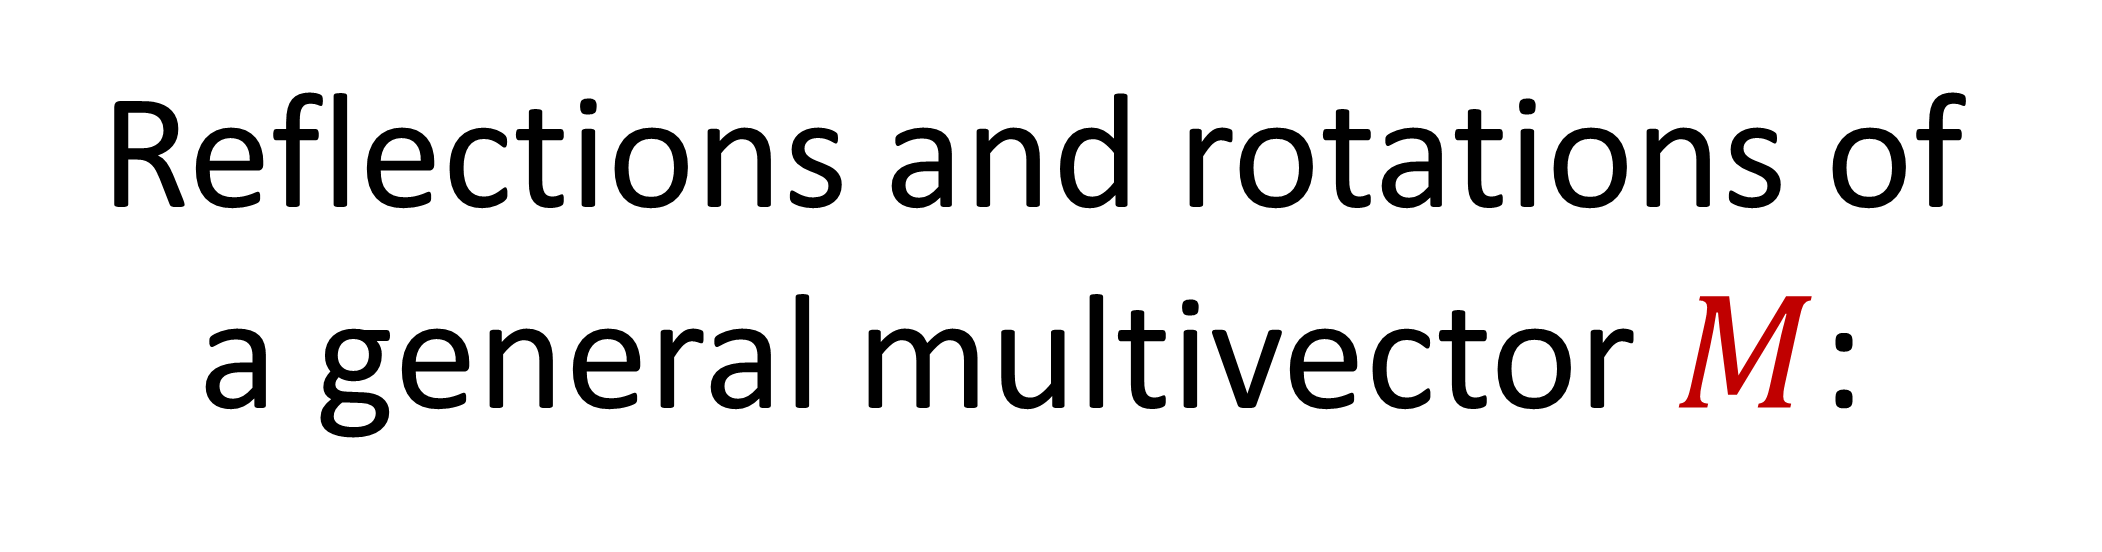 Reflections and rotations of
a general multivector M: